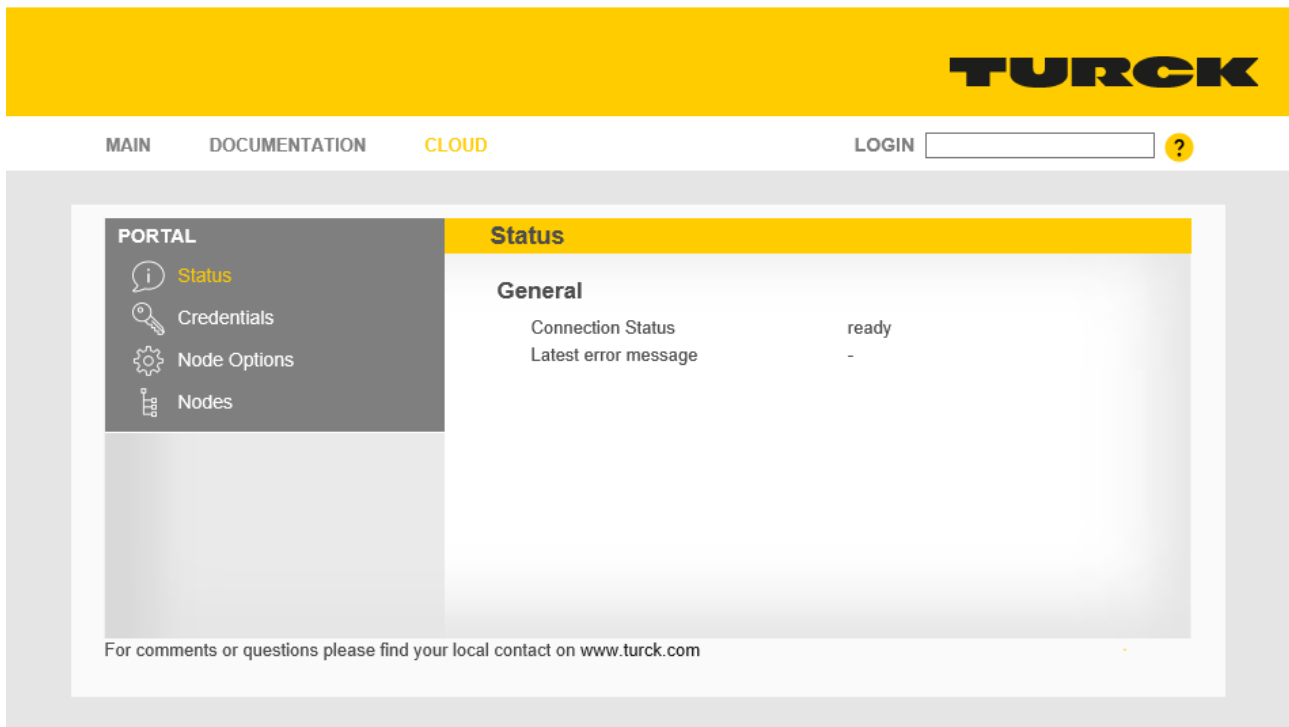 TURCK
MAIN DOCUMENTATION CLOUD LOGIN ?
PORTAL
Status
Credentials
Node Options
Nodes
Status
General
Connection Status ready
Latest error message -
For comments or questions please find your local contact on www.turck.com